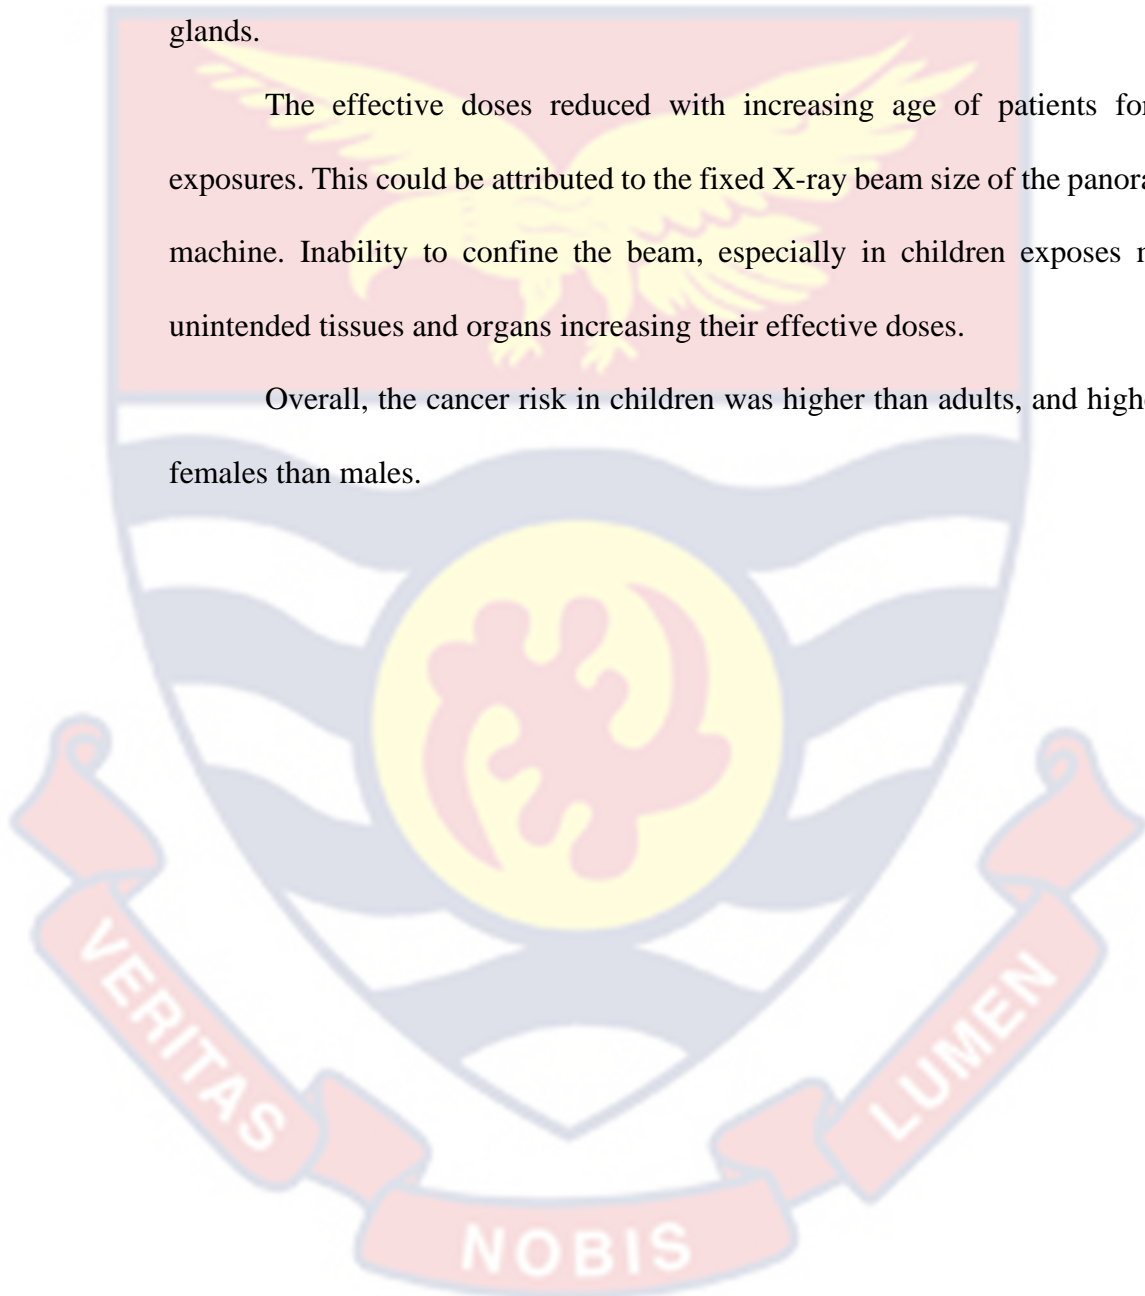 glands.
The effective doses reduced with increasing age of patients for
exposures. This could be attributed to the fixed X-ray beam size of the
machine. Inability to confine the beam, especially in children exposes
unintended tissues and organs increasing their effective doses.
Overall, the cancer risk in children was higher than adults, and
females than males.
VERITAS
NOBIS
LUMEN